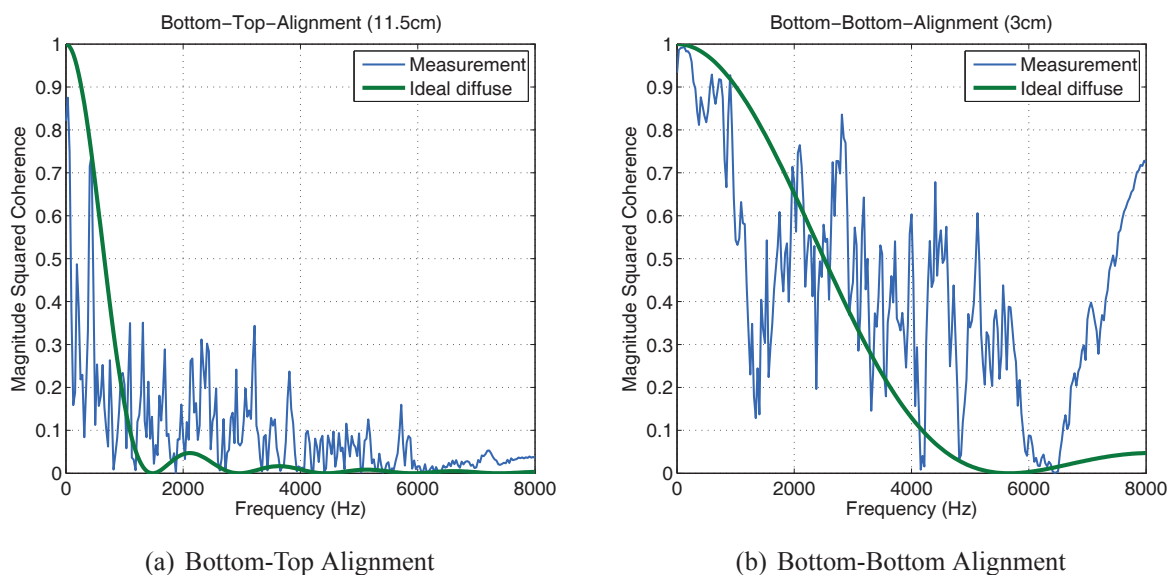 Bottom−Top−Alignment (11.5cm)
Measurement
Ideal diffuse
1
0.9
0.8
0.7
0.6
0.5
0.4
0.3
0.2
0.1
0
Magnitude Squared Coherence
0 2000 4000 6000 8000
Frequency (Hz)
(a) Bottom-Top Alignment
Bottom−Bottom−Alignment (3cm)
Measurement
Ideal diffuse
1
0.9
0.8
0.7
0.6
0.5
0.4
0.3
0.2
0.1
0
Magnitude Squared Coherence
0 2000 4000 6000 8000
Frequency (Hz)
(b) Bottom-Bottom Alignment